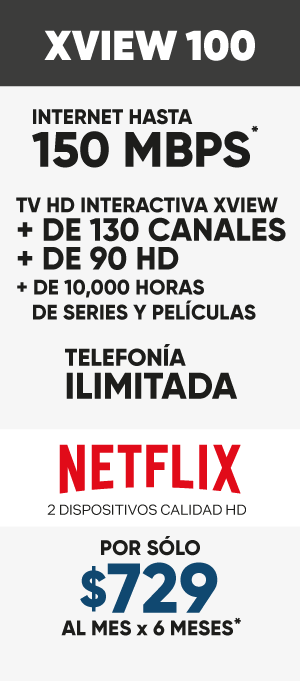 XVIEW 100
INTERNET HASTA
150 MBPS*
TV HD INTERACTIVA XVIEW
+ DE 130 CANALES
+ DE 90 HD
+ DE 10,000 HORAS
DE SERIES Y PELÍCULAS
TELEFONÍA
ILIMITADA
NETFLIX
2 DISPOSITIVOS CALIDAD HD
POR SÓLO
$729
AL MES x 6 MESES*